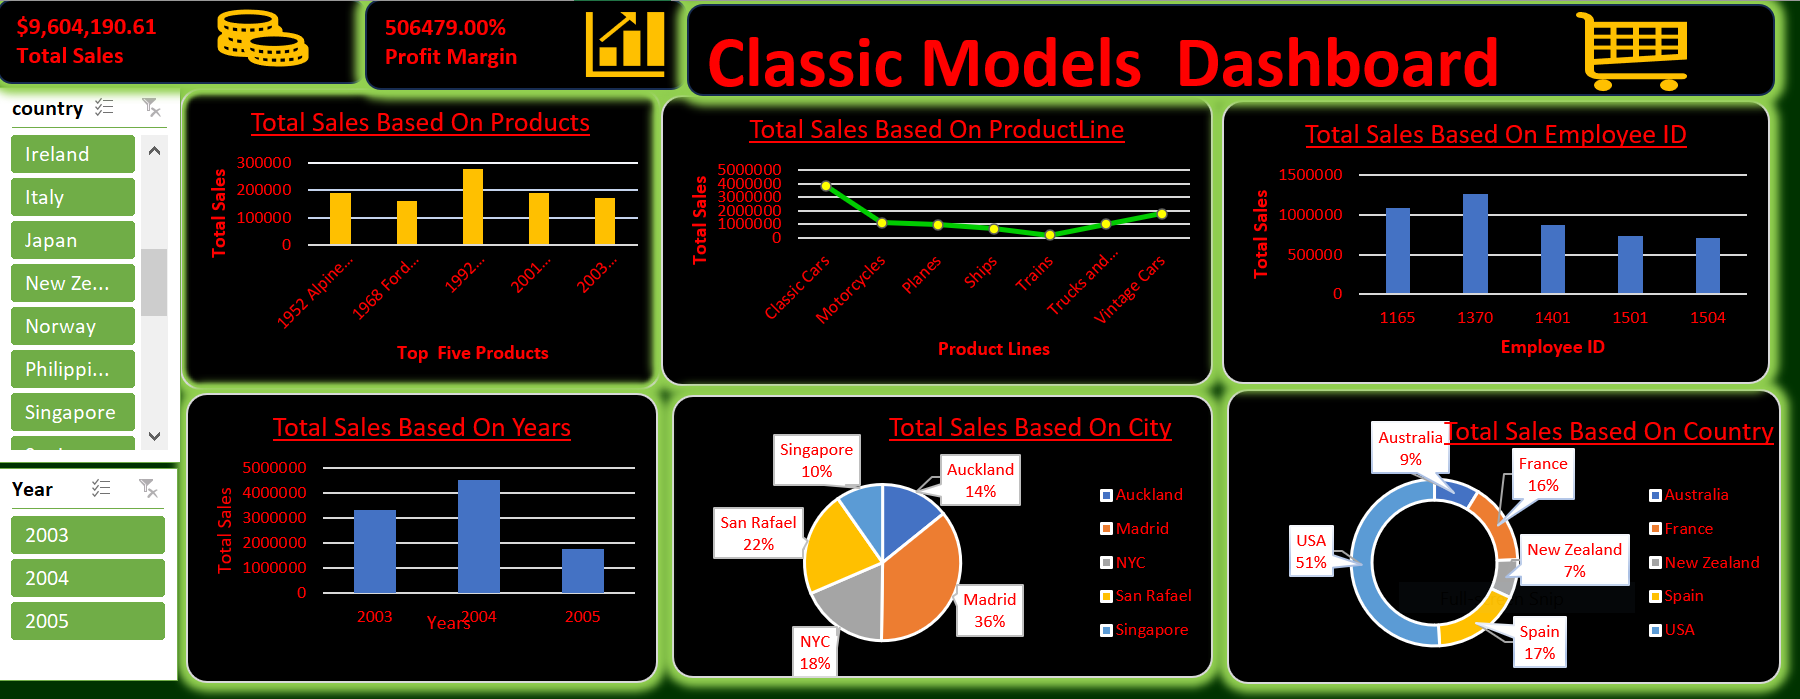 $9,604,190.61
Total Sales
506479.00%
Profit Margin
Classic Models  Dashboard
country
Ireland
Italy
Japan
New Ze...
Norway
Philippi...
Singapore
Year
2003
2004
2005
Total Sales Based On Products
Total Sales
300000
200000
100000
0
1952 Alpine...
1968 Ford...
1992...
2001...
2003...
Top  Five Products
Total Sales Based On ProductLine
Total Sales
5000000
4000000
3000000
2000000
1000000
0
Classic Cars
Motorcycles
Planes
Ships
Trains
Trucks and...
Vintage Cars
Product Lines
Total Sales Based On Employee ID
Total Sales
1500000
1000000
500000
0
1165
1370
1401
1501
1504
Employee ID
Total Sales Based On Years
Total Sales
5000000
4000000
3000000
2000000
1000000
0
2003
2004
2005
Years
Total Sales Based On City
Singapore
10%
Auckland
14%
San Rafael
22%
Madrid
36%
NYC
18%
Auckland
Madrid
NYC
San Rafael
Singapore
Total Sales Based On Country
Australia
9%
France
16%
USA
51%
New Zealand
7%
Spain
17%
Australia
France
New Zealand
Spain
USA